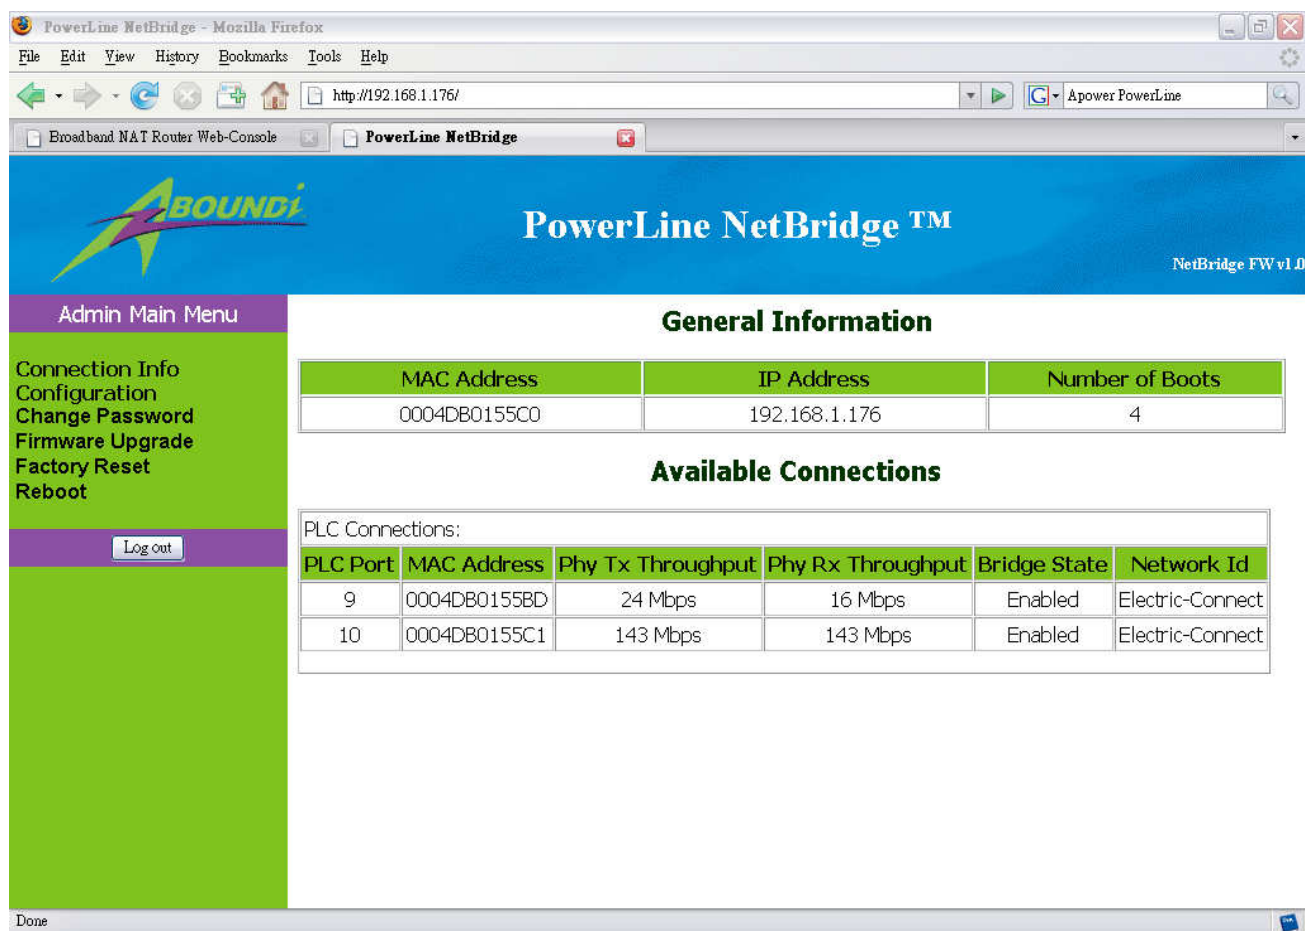 PowerLine NetBridge - Mozilla Firefox
File Edit View History Bookmarks Tools Help
http://192.168.1.176/
G Apower PowerLine
Broadband NAT Router Web-Console
PowerLine NetBridge
ABOUNDi
PowerLine NetBridge ™
NetBridge FW v1.0
Admin Main Menu
Connection Info
Configuration
Change Password
Firmware Upgrade
Factory Reset
Reboot
Log out
General Information
MAC Address IP Address Number of Boots
0004DB0155C0 192.168.1.176 4
Available Connections
PLC Connections:
PLC Port MAC Address Phy Tx Throughput Phy Rx Throughput Bridge State Network Id
9 0004DB0155BD 24 Mbps 16 Mbps Enabled Electric-Connect
10 0004DB0155C1 143 Mbps 143 Mbps Enabled Electric-Connect
Done